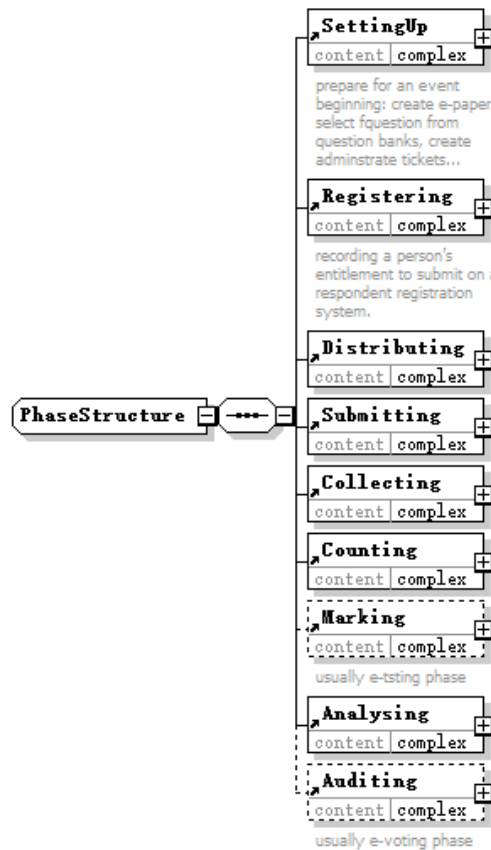 SettingUp
content complex
prepare for an event
beginning: create e-paper
select fquestion from
question banks, create
adminstrate tickets...
Registering
content complex
recording a person's
entitlement to submit on a
respondent registration
system.
Distributing
content complex
PhaseStructure
Submitting
content complex
Collecting
content complex
Counting
content complex
Marking
content complex
usually e-tsting phase
Analysing
content complex
Auditing
content complex
usually e-voting phase